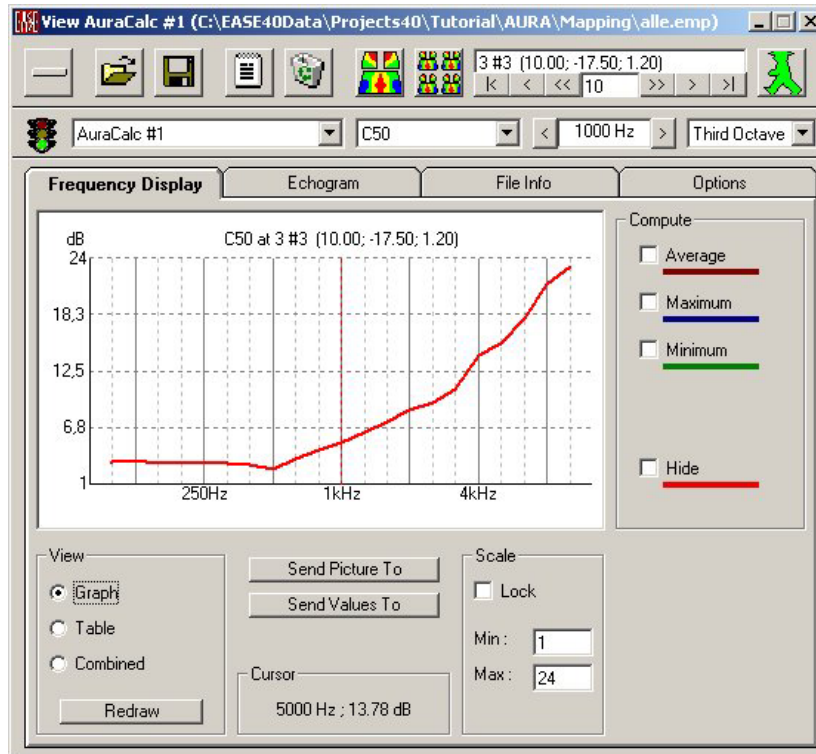 EASE View AuraCalc #1 (C:\EASE40Data\Projects40\Tutorial\AURA\Mapping\alle.emp)
3 #3 (10.00; -17.50; 1.20)
|< < << 10 >> > >|
AuraCalc #1 C50 < 1000 Hz > Third Octave
Frequency Display Echogram File Info Options
dB C50 at 3 #3 (10.00; -17.50; 1.20)
24
18,3
12,5
6,8
1
250Hz 1kHz 4kHz
Compute
Average
Maximum
Minimum
Hide
View
Graph
Table
Combined
Redraw
Send Picture To
Send Values To
Cursor
5000 Hz ; 13.78 dB
Scale
Lock
Min : 1
Max : 24